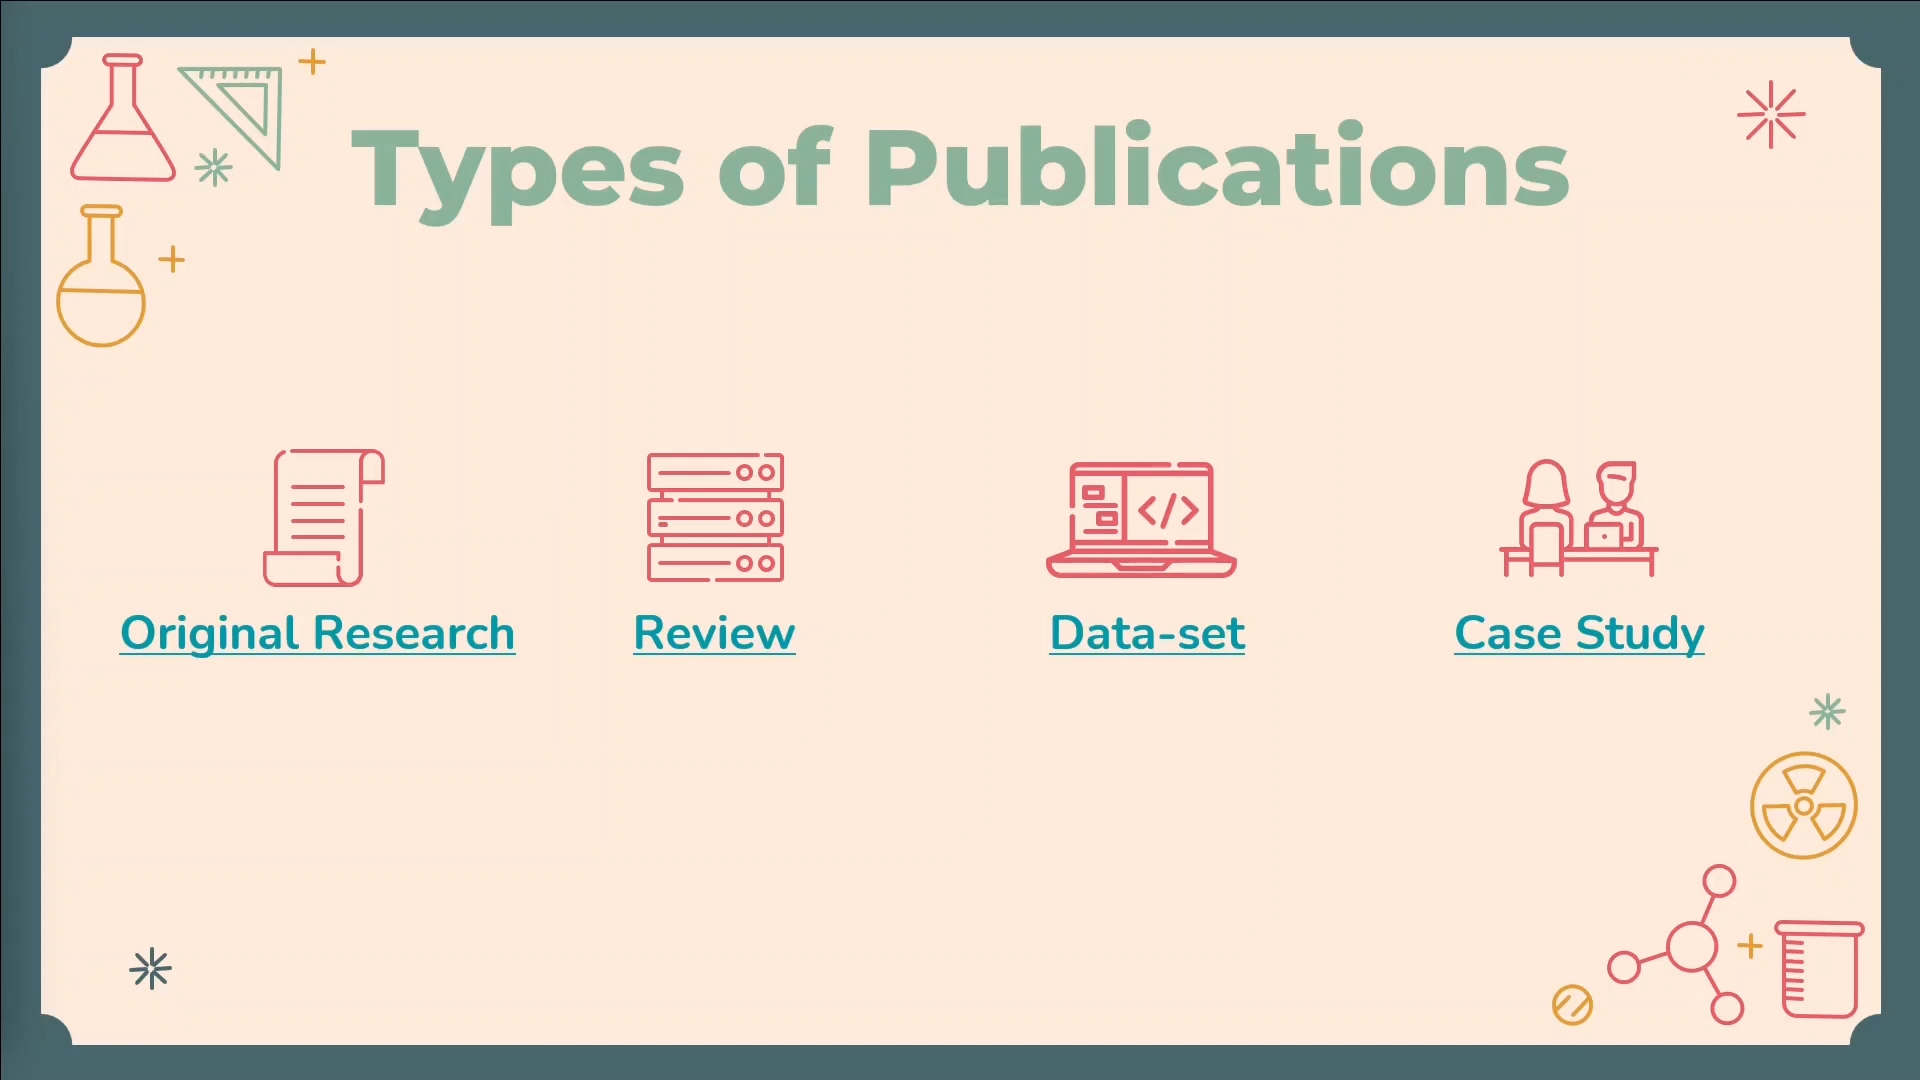 Types of Publications
Original Research
Review
Data-set
Case Study